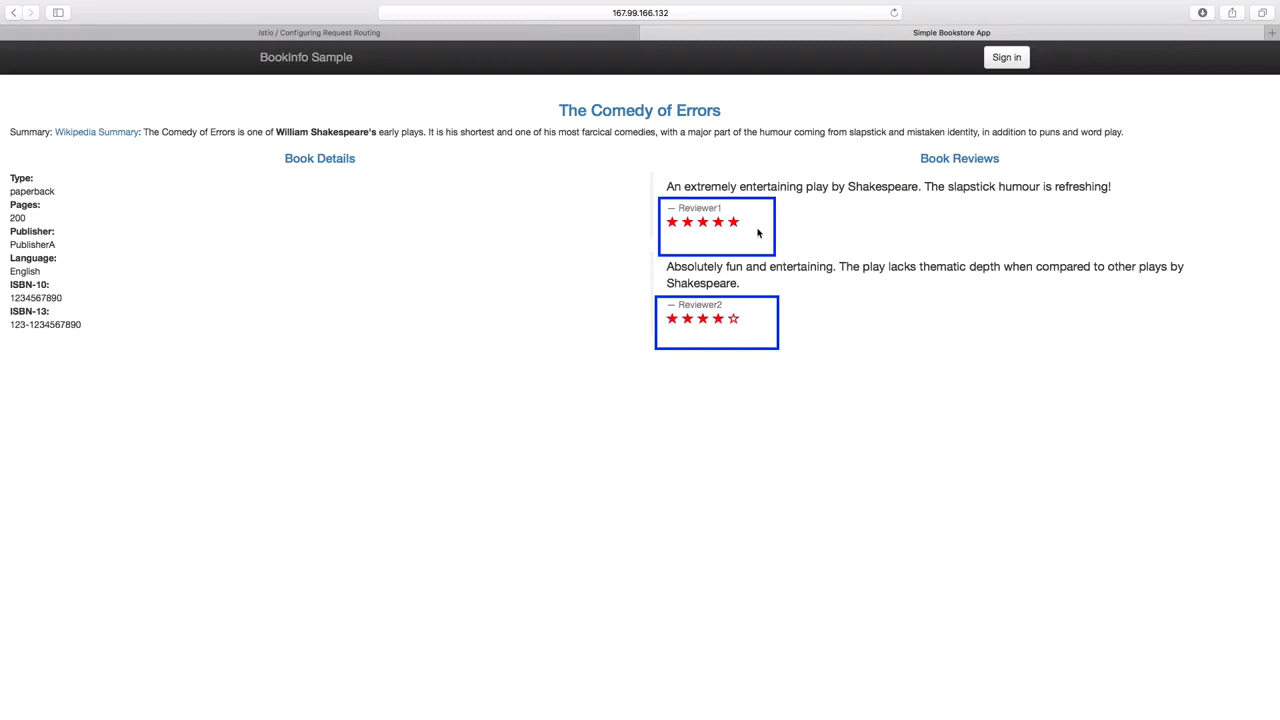 167.99.166.132
Istio / Configuring Request Routing
Simple Bookstore App
BookInfo Sample
Sign in
The Comedy of Errors
Summary: Wikipedia Summary: The Comedy of Errors is one of William Shakespeare's early plays. It is his shortest and one of his most farcical comedies, with a major part of the humour coming from slapstick and mistaken identity, in addition to puns and word play.
Book Details
Type:
paperback
Pages:
200
Publisher:
PublisherA
Language:
English
ISBN-10:
1234567890
ISBN-13:
123-1234567890
Book Reviews
An extremely entertaining play by Shakespeare. The slapstick humour is refreshing!
— Reviewer1
★ ★ ★ ★ ★
Absolutely fun and entertaining. The play lacks thematic depth when compared to other plays by
Shakespeare.
— Reviewer2
★ ★ ★ ★ ☆